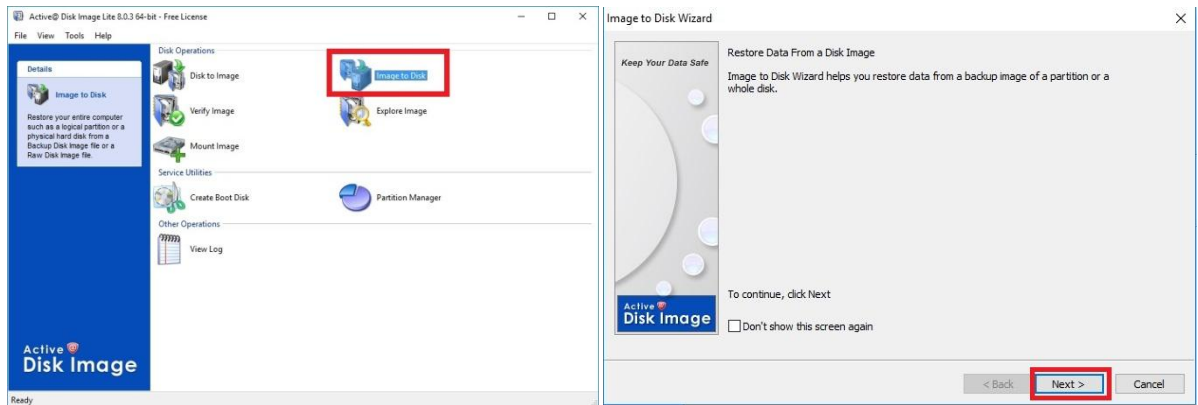 Active@ Disk Image Lite 8.0.3 64-bit - Free License
File View Tools Help
Details
Image to Disk
Restore your entire computer
such as a logical partition or a
physical hard disk from a
Backup Disk Image file or a
Raw Disk Image file.
Active
Disk Image
Disk Operations
Disk to Image
Image to Disk
Verify Image
Explore Image
Mount Image
Service Utilities
Create Boot Disk
Partition Manager
Other Operations
View Log
Ready
Image to Disk Wizard
Keep Your Data Safe
Active
Disk Image
Restore Data From a Disk Image
Image to Disk Wizard helps you restore data from a backup image of a partition or a
whole disk.
To continue, click Next
Don't show this screen again
< Back Next > Cancel